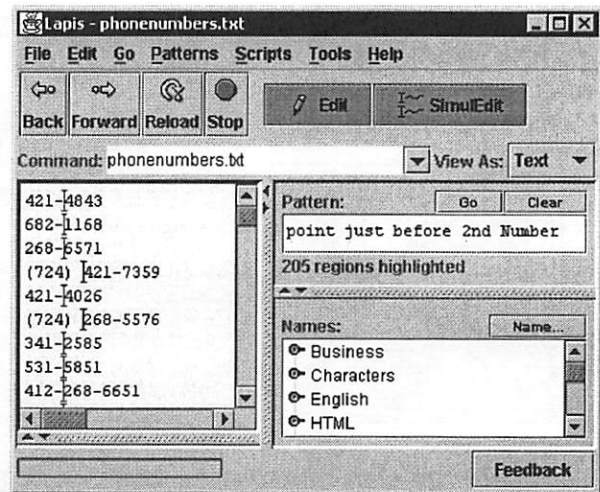 Lapis - phonenumbers.txt
File Edit Go Patterns Scripts Tools Help
Back Forward Reload Stop Edit SimulEdit
Command: phonenumbers.txt View As: Text
421-4843
682-1168
268-6571
(724) 421-7359
421-4026
(724) 268-5576
341-2585
531-5851
412-268-6651
Pattern: Go Clear
point just before 2nd Number
205 regions highlighted
Names: Name...
Business
Characters
English
HTML
Feedback